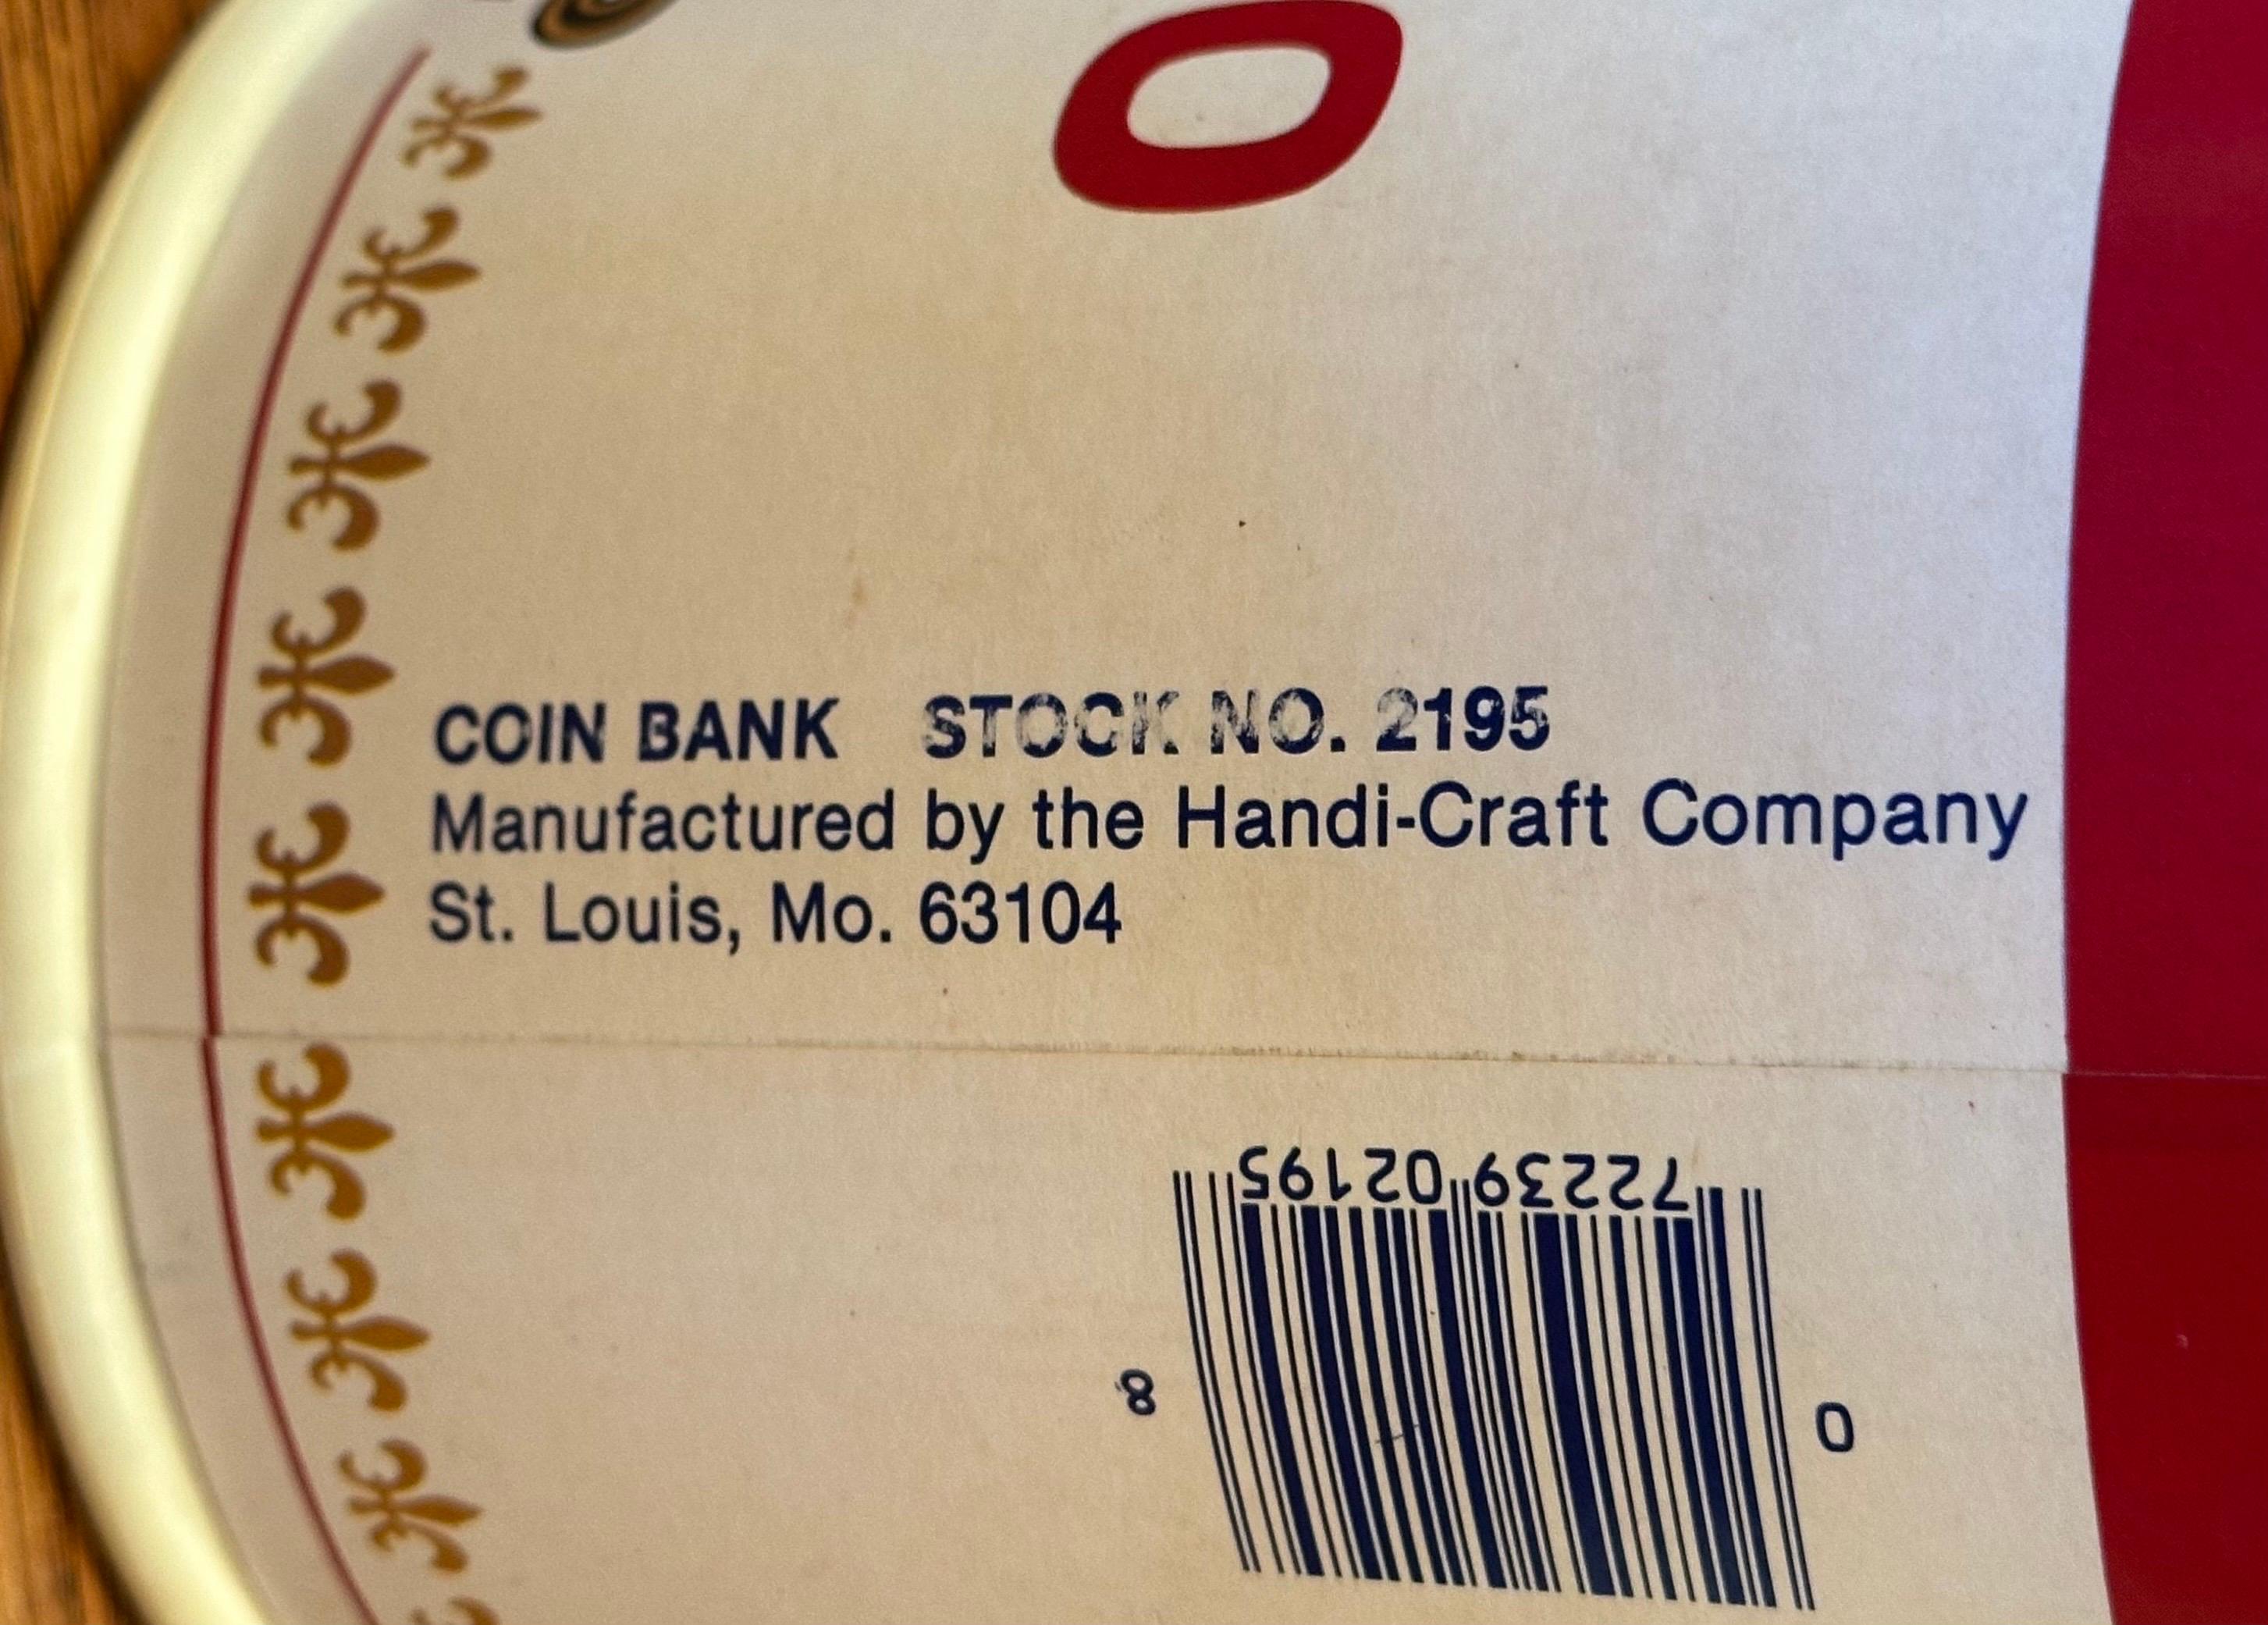 O
COIN BANK STOCK NO. 2195
Manufactured by the Handi-Craft Company
St. Louis, Mo. 63104
0 72239 02195 8